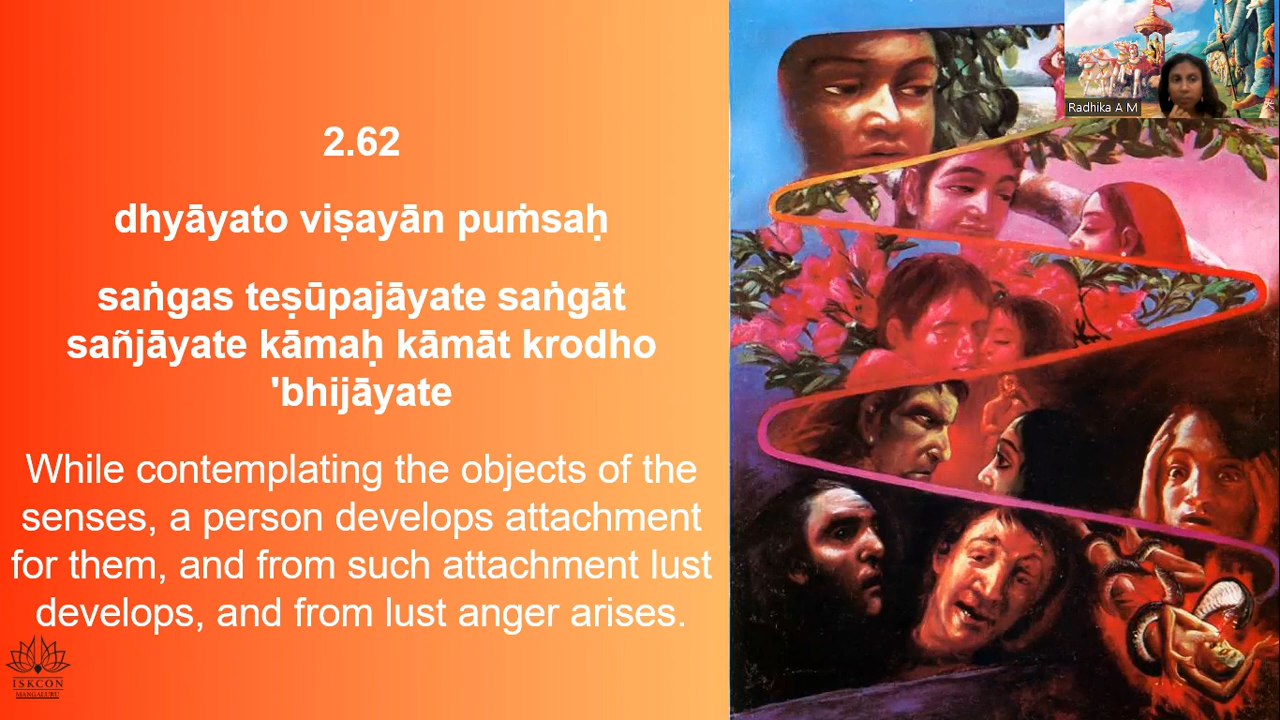 2.62
dhyāyato viṣayān puṁsaḥ
saṅgas teṣūpajāyate saṅgāt
sañjāyate kāmaḥ kāmāt krodho
'bhijāyate
While contemplating the objects of the
senses, a person develops attachment
for them, and from such attachment lust
develops, and from lust anger arises.
ISKCON
MANGALURU
Radhika A M